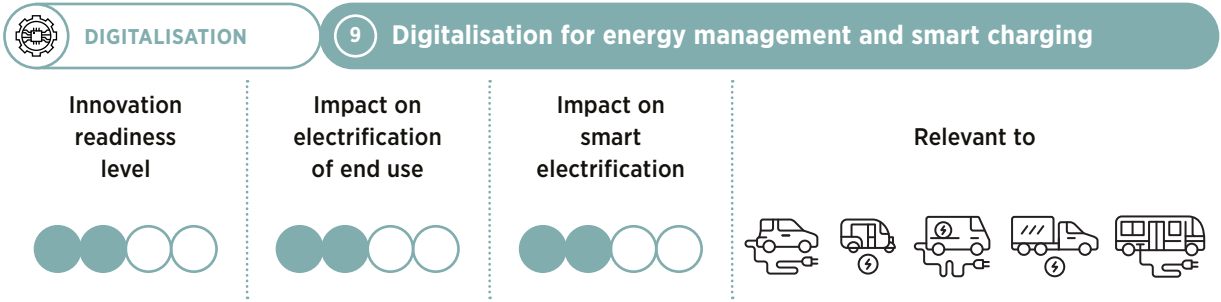 DIGITALISATION
9 Digitalisation for energy management and smart charging
Innovation
readiness
level
Impact on
electrification
of end use
Impact on
smart
electrification
Relevant to